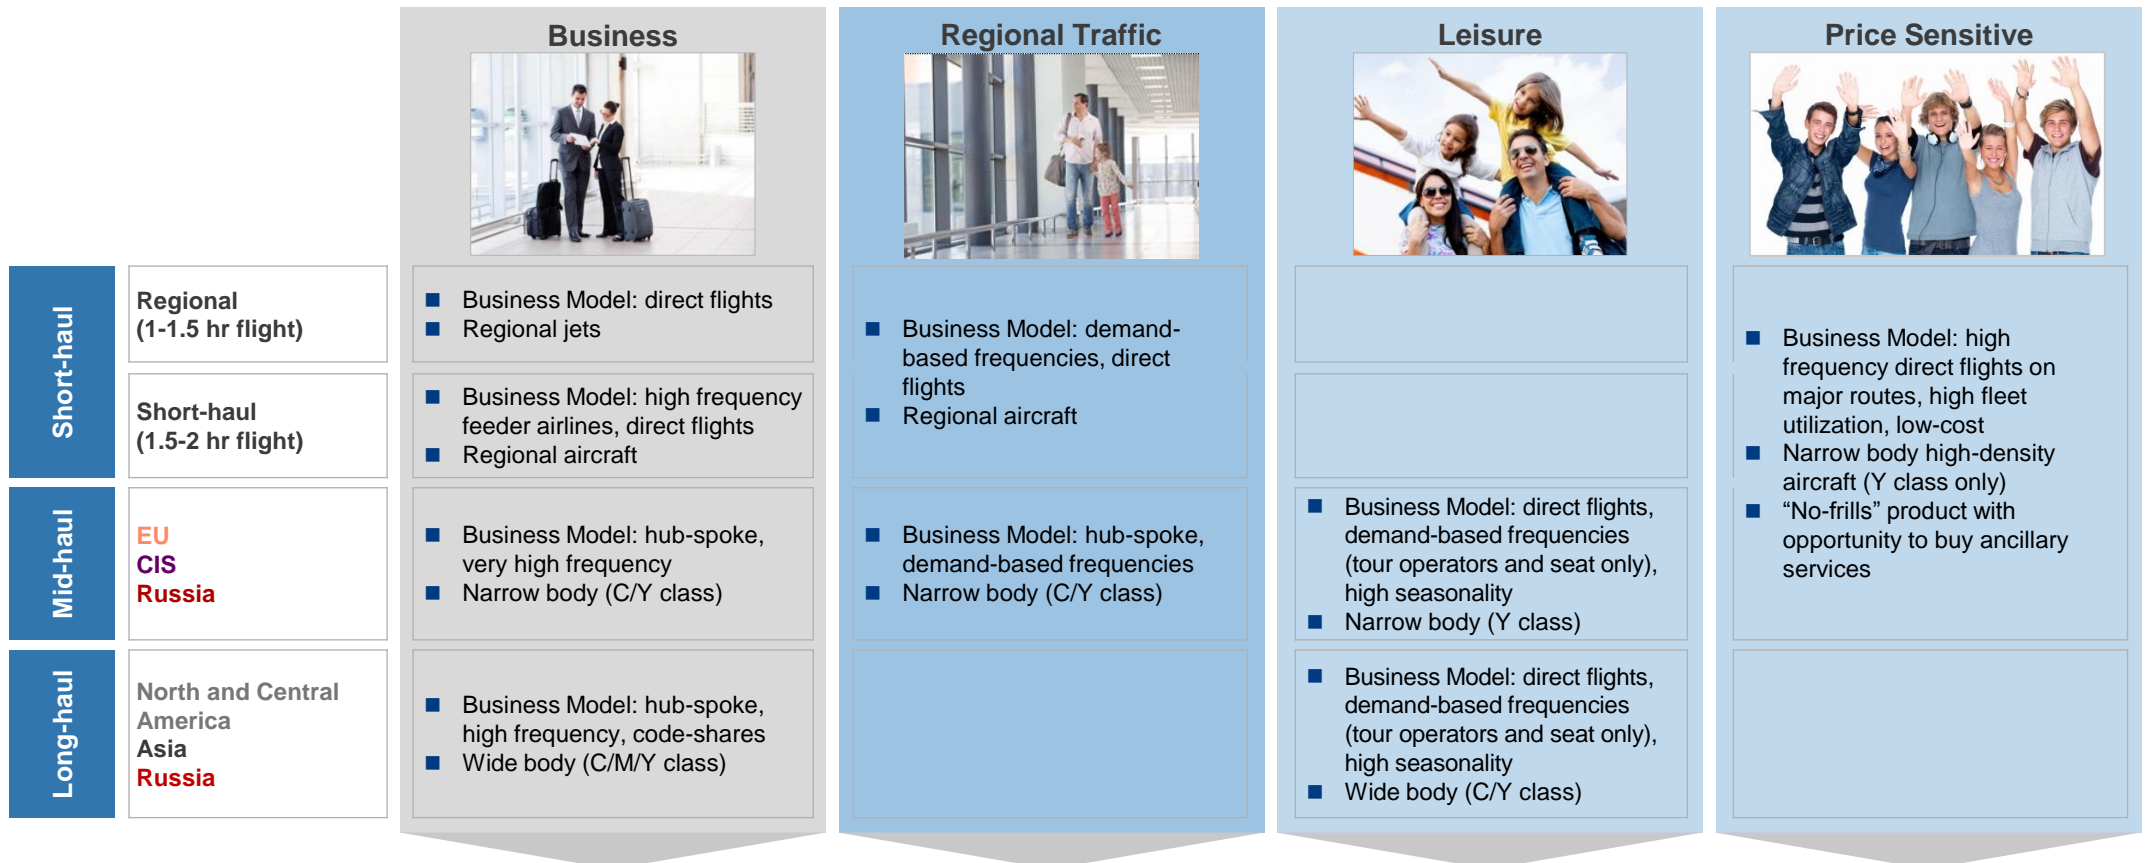 Business
Regional Traffic
Leisure
Price Sensitive
Short-haul
Regional
(1-1.5 hr flight)
Business Model: direct flights
Regional jets
Short-haul
(1.5-2 hr flight)
Business Model: high frequency
feeder airlines, direct flights
Regional aircraft
Business Model: demand-
based frequencies, direct
flights
Regional aircraft
Business Model: high
frequency direct flights on
major routes, high fleet
utilization, low-cost
Narrow body high-density
aircraft (Y class only)
“No-frills” product with
opportunity to buy ancillary
services
Mid-haul
EU
CIS
Russia
Business Model: hub-spoke,
very high frequency
Narrow body (C/Y class)
Business Model: hub-spoke,
demand-based frequencies
Narrow body (C/Y class)
Business Model: direct flights,
demand-based frequencies
(tour operators and seat only),
high seasonality
Narrow body (Y class)
Long-haul
North and Central
America
Asia
Russia
Business Model: hub-spoke,
high frequency, code-shares
Wide body (C/M/Y class)
Business Model: direct flights,
demand-based frequencies
(tour operators and seat only),
high seasonality
Wide body (C/Y class)